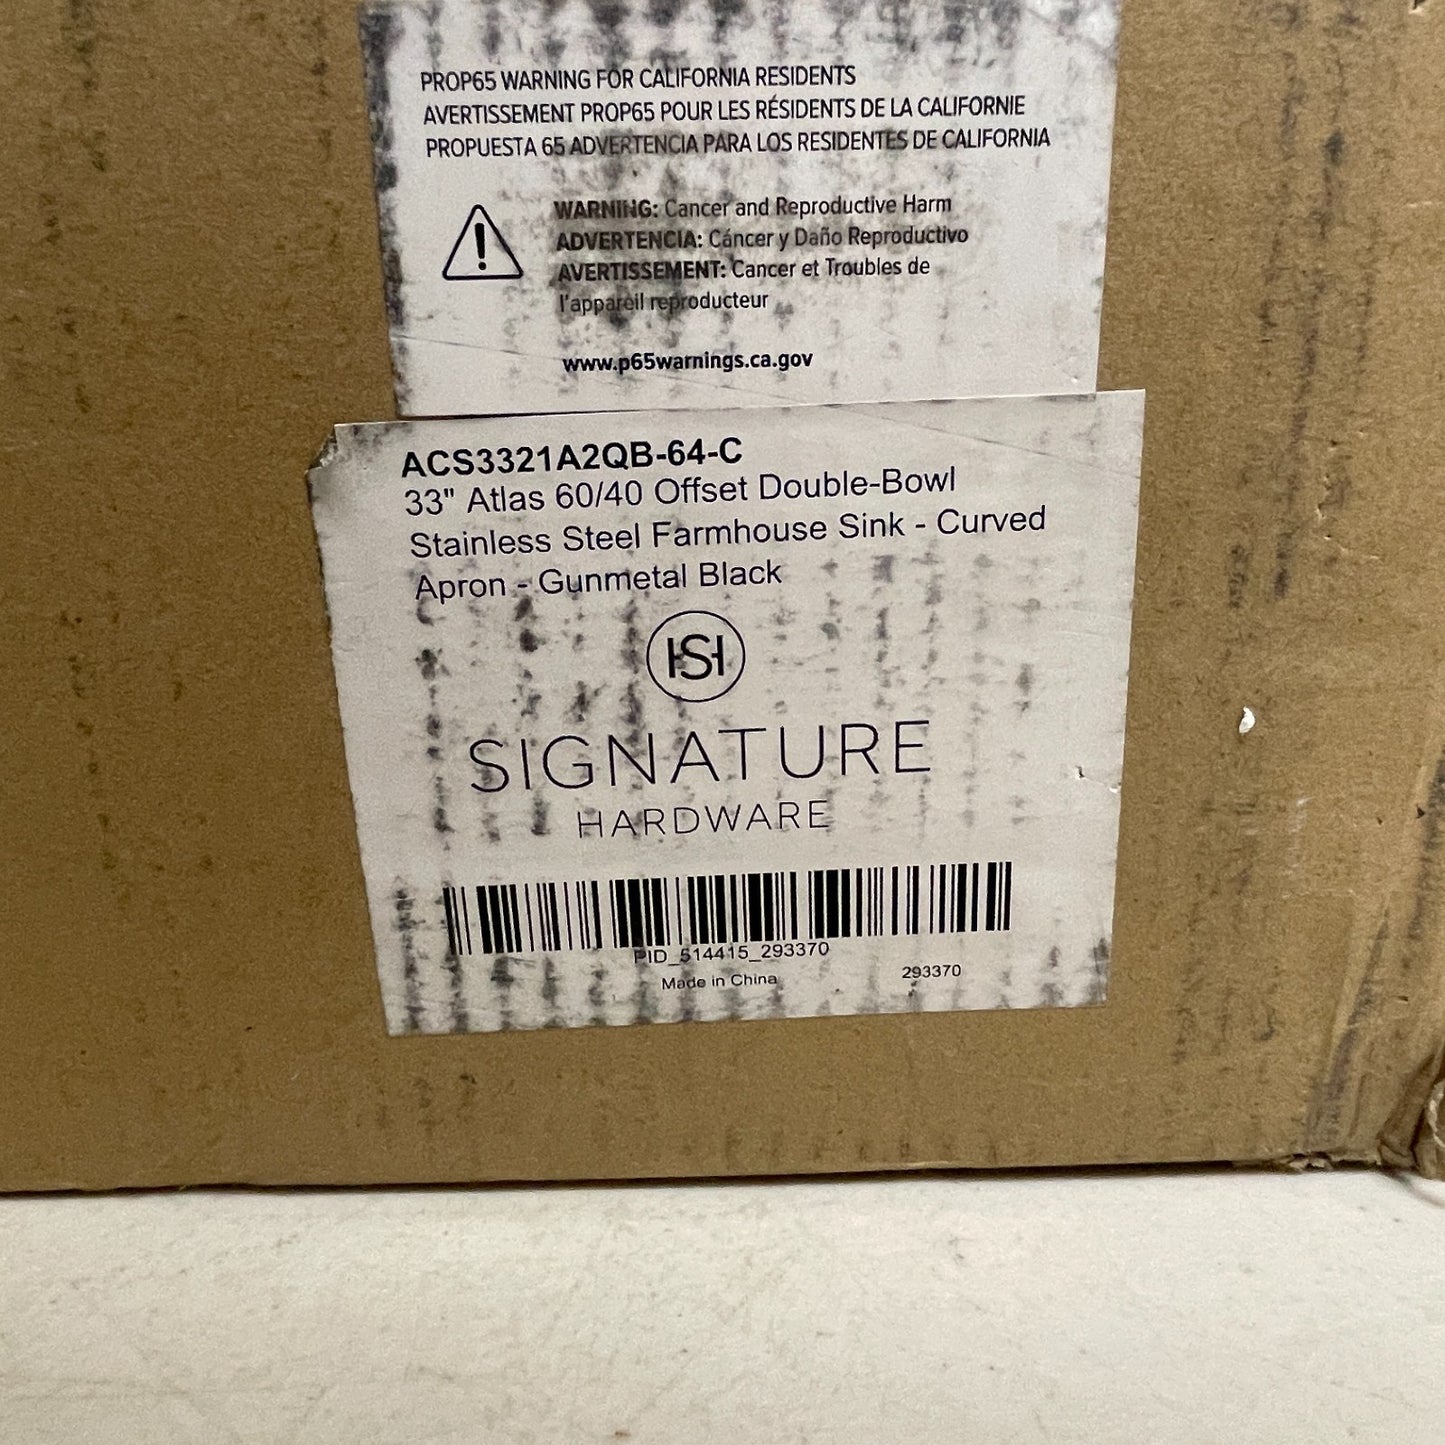 PROP65 WARNING FOR CALIFORNIA RESIDENTS
AVERTISSEMENT PROP65 POUR LES RÉSIDENTS DE LA CALIFORNIE
PROPUESTA 65 ADVERTENCIA PARA LOS RESIDENTES DE CALIFORNIA
WARNING: Cancer and Reproductive Harm
ADVERTENCIA: Cáncer y Daño Reproductivo
AVERTISSEMENT: Cancer et Troubles de
l'appareil reproducteur
www.p65warnings.ca.gov
ACS3321A2QB-64-C
33" Atlas 60/40 Offset Double-Bowl
Stainless Steel Farmhouse Sink - Curved
Apron - Gunmetal Black
HSH
SIGNATURE
HARDWARE
PID_514415_293370
Made in China
293370